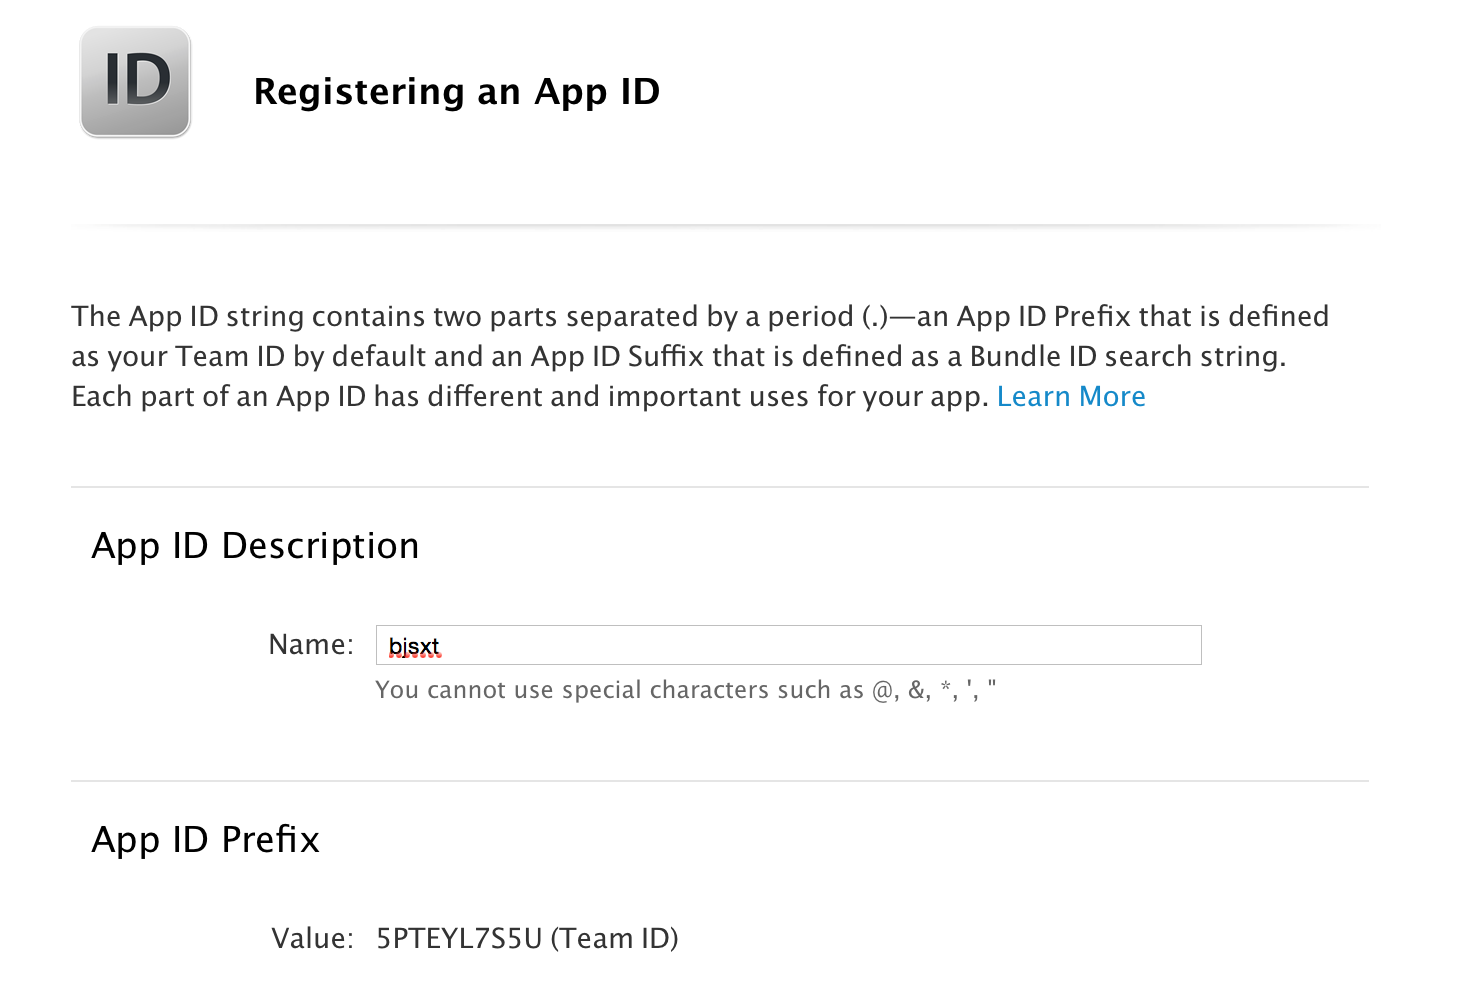 ID
Registering an App ID
The App ID string contains two parts separated by a period (.)—an App ID Prefix that is defined
as your Team ID by default and an App ID Suffix that is defined as a Bundle ID search string.
Each part of an App ID has different and important uses for your app. Learn More
App ID Description
Name: bjsxt
You cannot use special characters such as @, &, *, ', "
App ID Prefix
Value: 5PTEYL7S5U (Team ID)